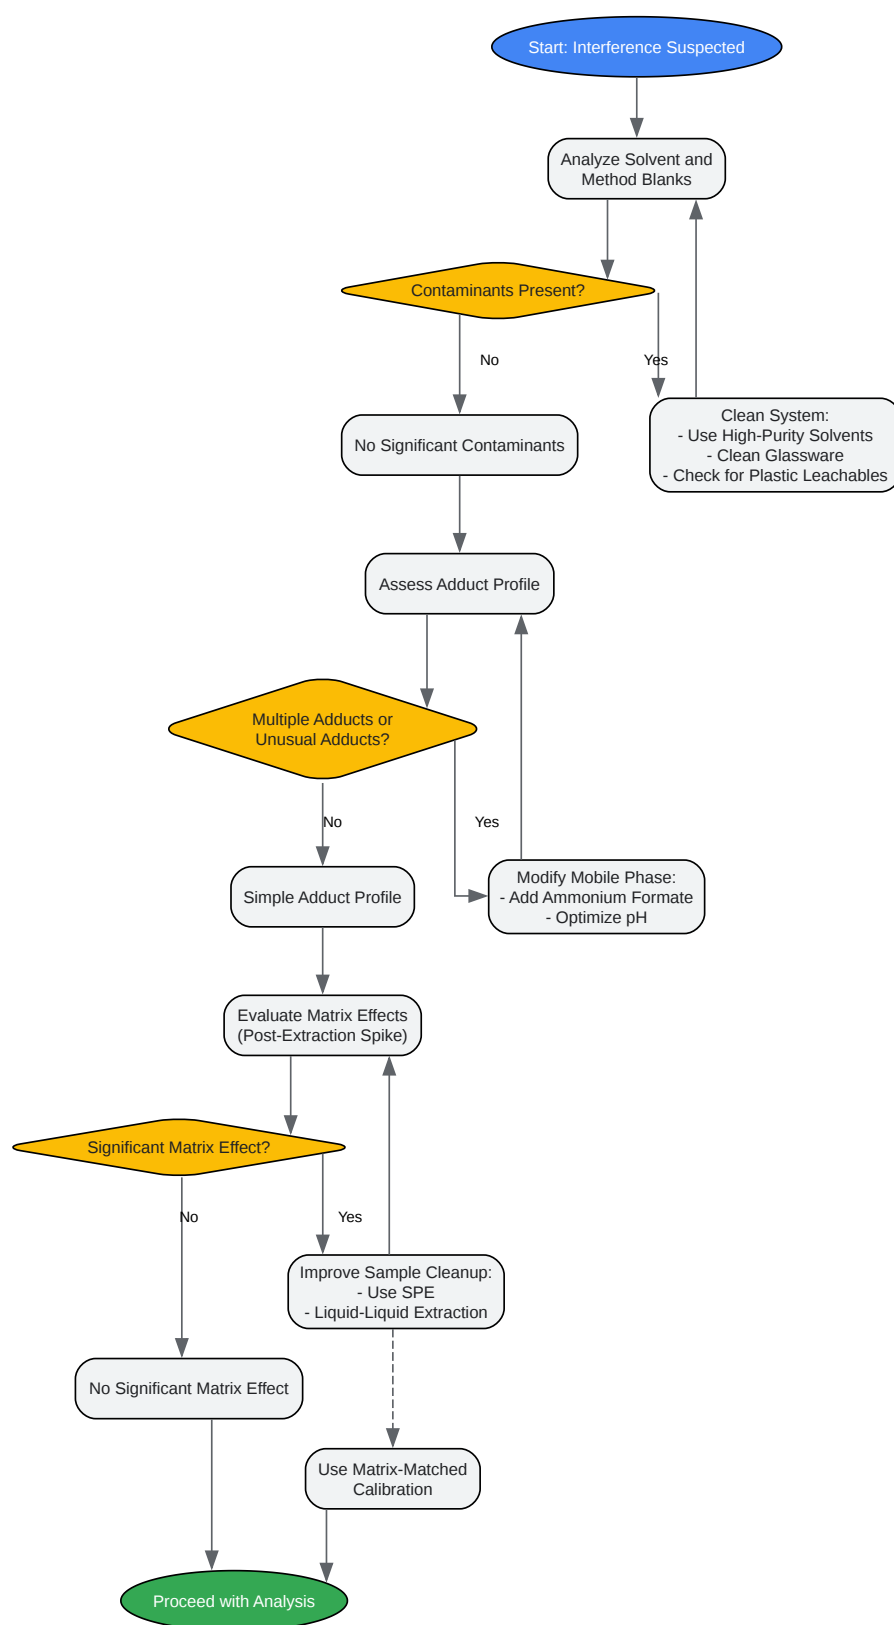 Start: Interference Suspected
Analyze Solvent and
Method Blanks
Contaminants Present?
No
Yes
Clean System:
- Use High-Purity Solvents
- Clean Glassware
- Check for Plastic Leachables
No Significant Contaminants
Assess Adduct Profile
Multiple Adducts or
Unusual Adducts?
No
Yes
Modify Mobile Phase:
- Add Ammonium Formate
- Optimize pH
Simple Adduct Profile
Evaluate Matrix Effects
(Post-Extraction Spike)
Significant Matrix Effect?
No
Yes
Improve Sample Cleanup:
- Use SPE
- Liquid-Liquid Extraction
No Significant Matrix Effect
Use Matrix-Matched
Calibration
Proceed with Analysis